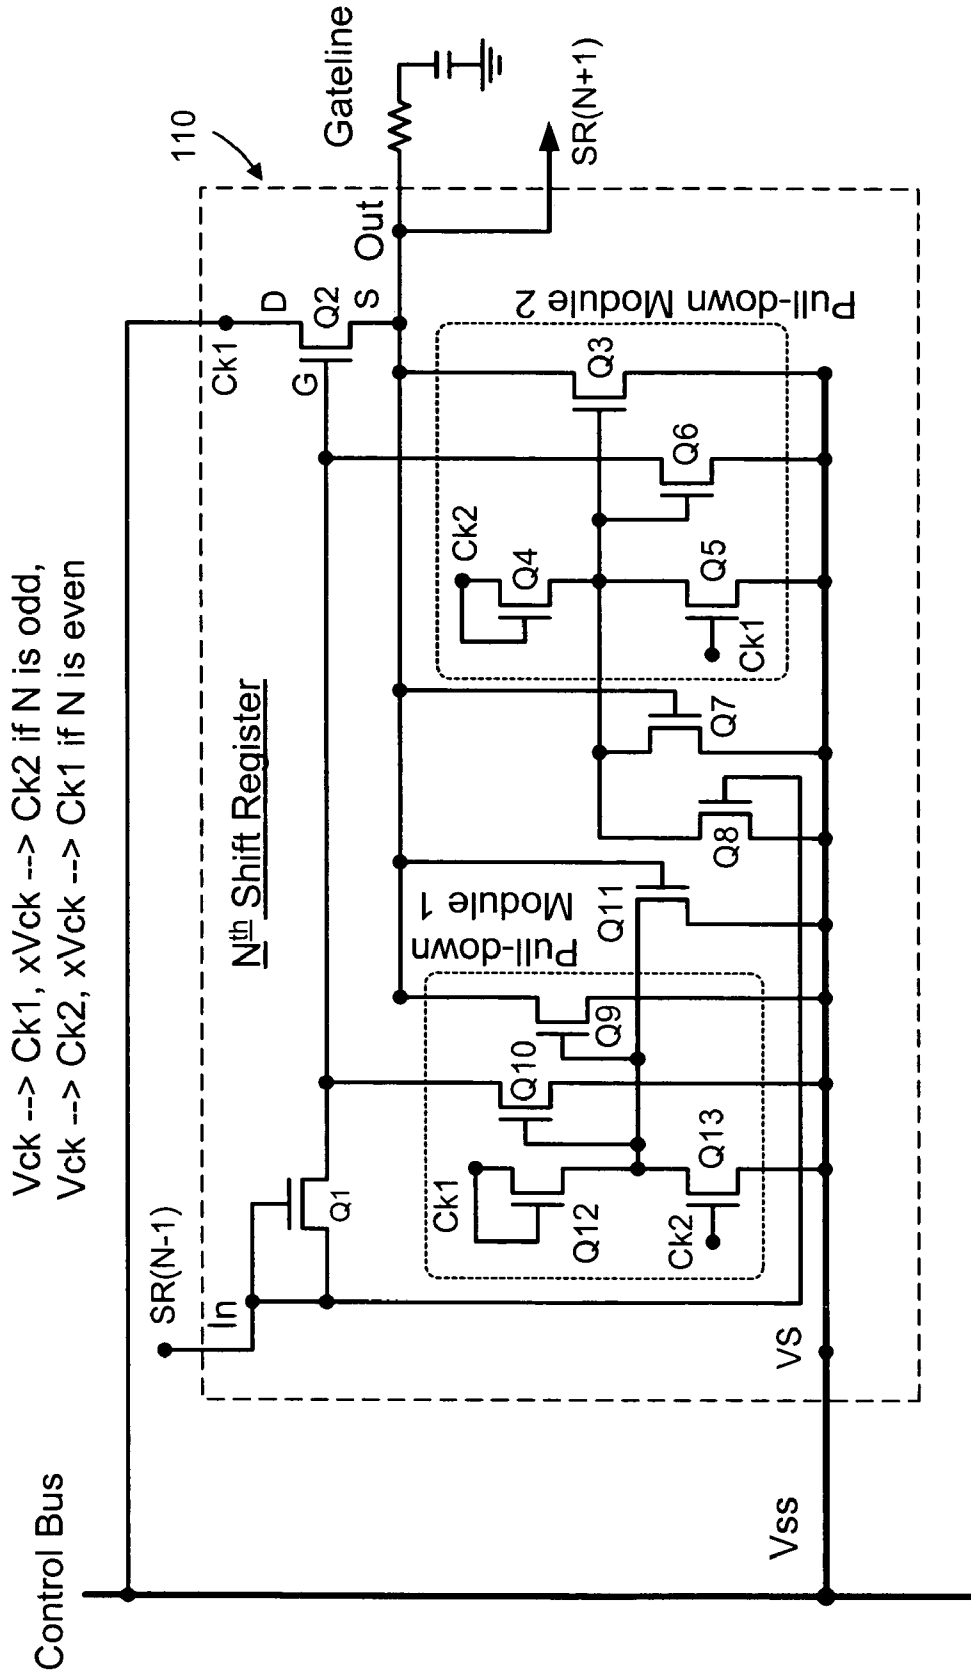 Vck --> Ck1, xVck --> Ck2 if N is odd,
Vck --> Ck2, xVck --> Ck1 if N is even
Control Bus
110
Nth Shift Register
SR(N-1)
In
Q1
Ck1
D
G
Q2
S
Out
Gateline
SR(N+1)
Pull-down
Module 1
Ck1
Q12
Q10
Q9
Q11
Ck2
Q13
Q8
Q7
Pull-down Module 2
Ck2
Q4
Q3
Q6
Ck1
Q5
Vss
VS